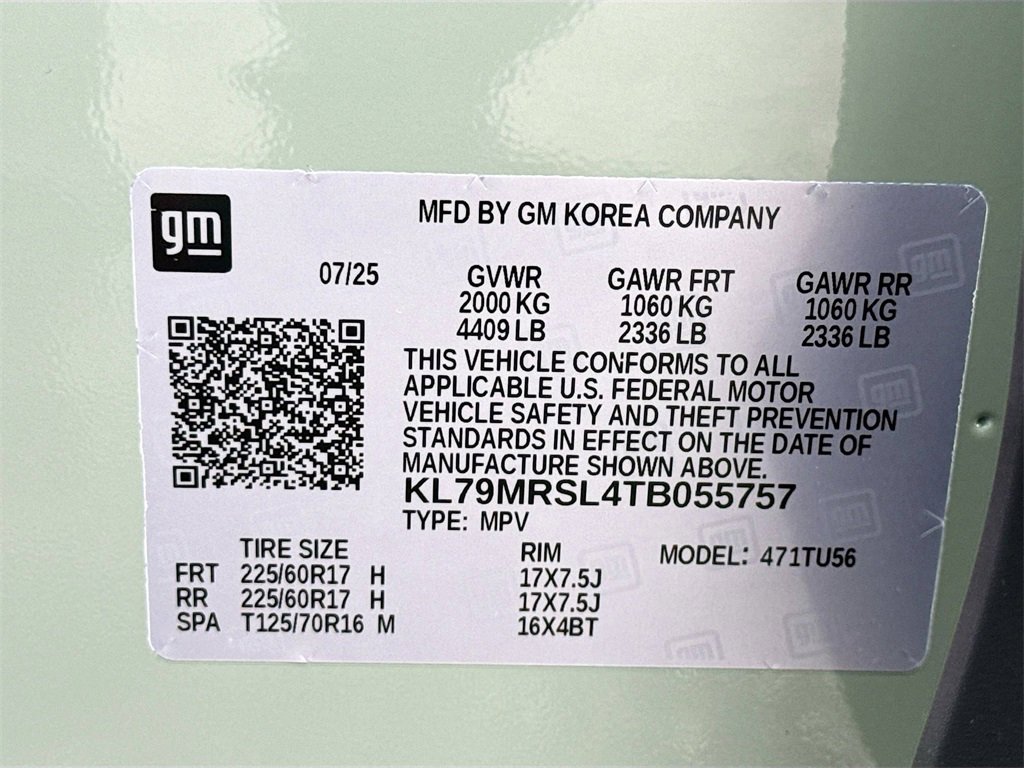 gm
MFD BY GM KOREA COMPANY
07/25
GVWR GAWR FRT GAWR RR
2000 KG 1060 KG 1060 KG
4409 LB 2336 LB 2336 LB
THIS VEHICLE CONFORMS TO ALL
APPLICABLE U.S. FEDERAL MOTOR
VEHICLE SAFETY AND THEFT PREVENTION
STANDARDS IN EFFECT ON THE DATE OF
MANUFACTURE SHOWN ABOVE.
KL79MRSL4TB055757
TYPE: MPV
TIRE SIZE RIM MODEL: 471TU56
FRT 225/60R17 H 17X7.5J
RR 225/60R17 H 17X7.5J
SPA T125/70R16 M 16X4BT